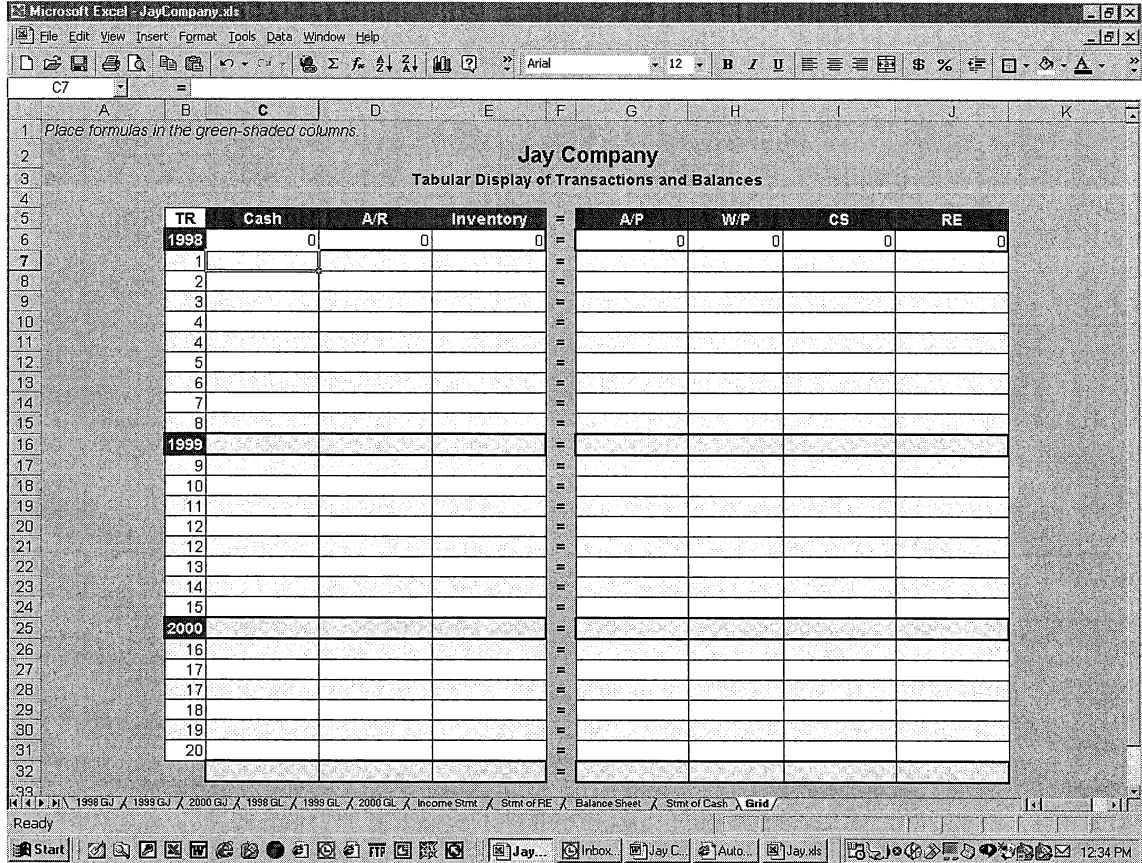 Microsoft Excel - JayCompany.xls
File Edit View Insert Format Tools Data Window Help
Arial 12 B I U $ %
C7 =
A B C D E F G H I J K
1 Place formulas in the green-shaded columns.
2 Jay Company
3 Tabular Display of Transactions and Balances
4
5 TR Cash A/R Inventory = A/P W/P CS RE
6 1998 0 0 0 = 0 0 0 0
7 1 =
8 2 =
9 3 =
10 4 =
11 4 =
12 5 =
13 6 =
14 7 =
15 8 =
16 1999 =
17 9 =
18 10 =
19 11 =
20 12 =
21 12 =
22 13 =
23 14 =
24 15 =
25 2000 =
26 16 =
27 17 =
28 17 =
29 18 =
30 19 =
31 20 =
32 =
33
1998 GJ 1999 GJ 2000 GJ 1998 GL 1999 GL 2000 GL Income Stmt Stmt of RE Balance Sheet Stmt of Cash Grid
Ready
Start Jay... Inbox... Jay C... Auto... Jay.xls 12:34 PM